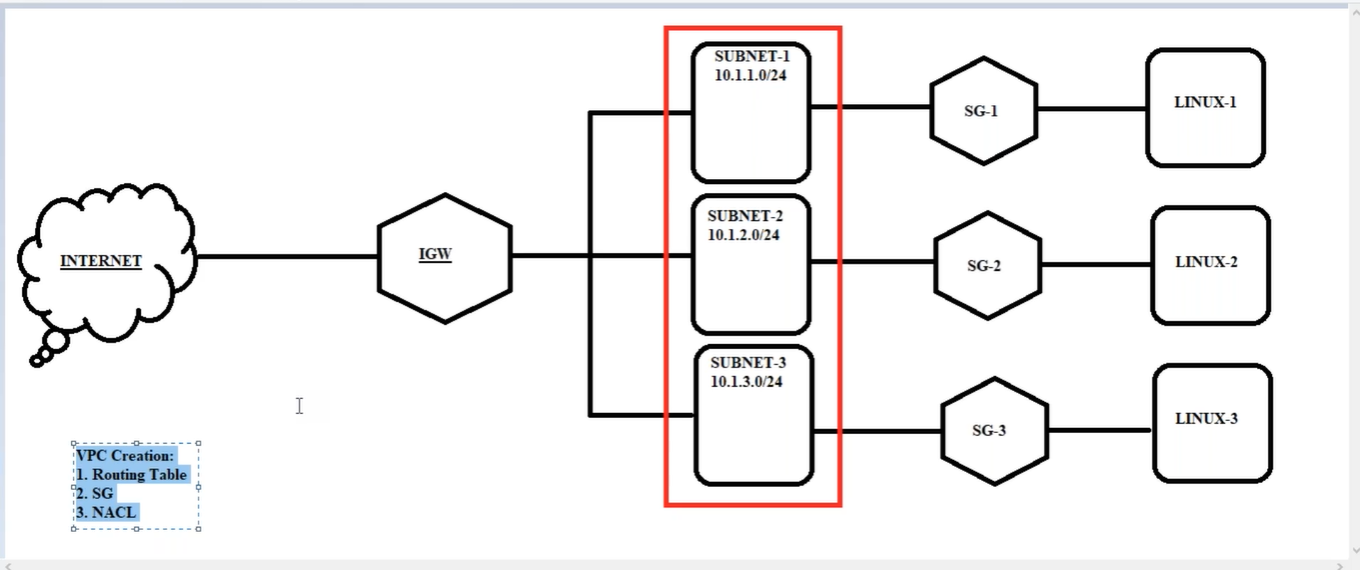 SUBNET-1
10.1.1.0/24
SG-1
LINUX-1
INTERNET
IGW
SUBNET-2
10.1.2.0/24
SG-2
LINUX-2
SUBNET-3
10.1.3.0/24
SG-3
LINUX-3
VPC Creation:
1. Routing Table
2. SG
3. NACL